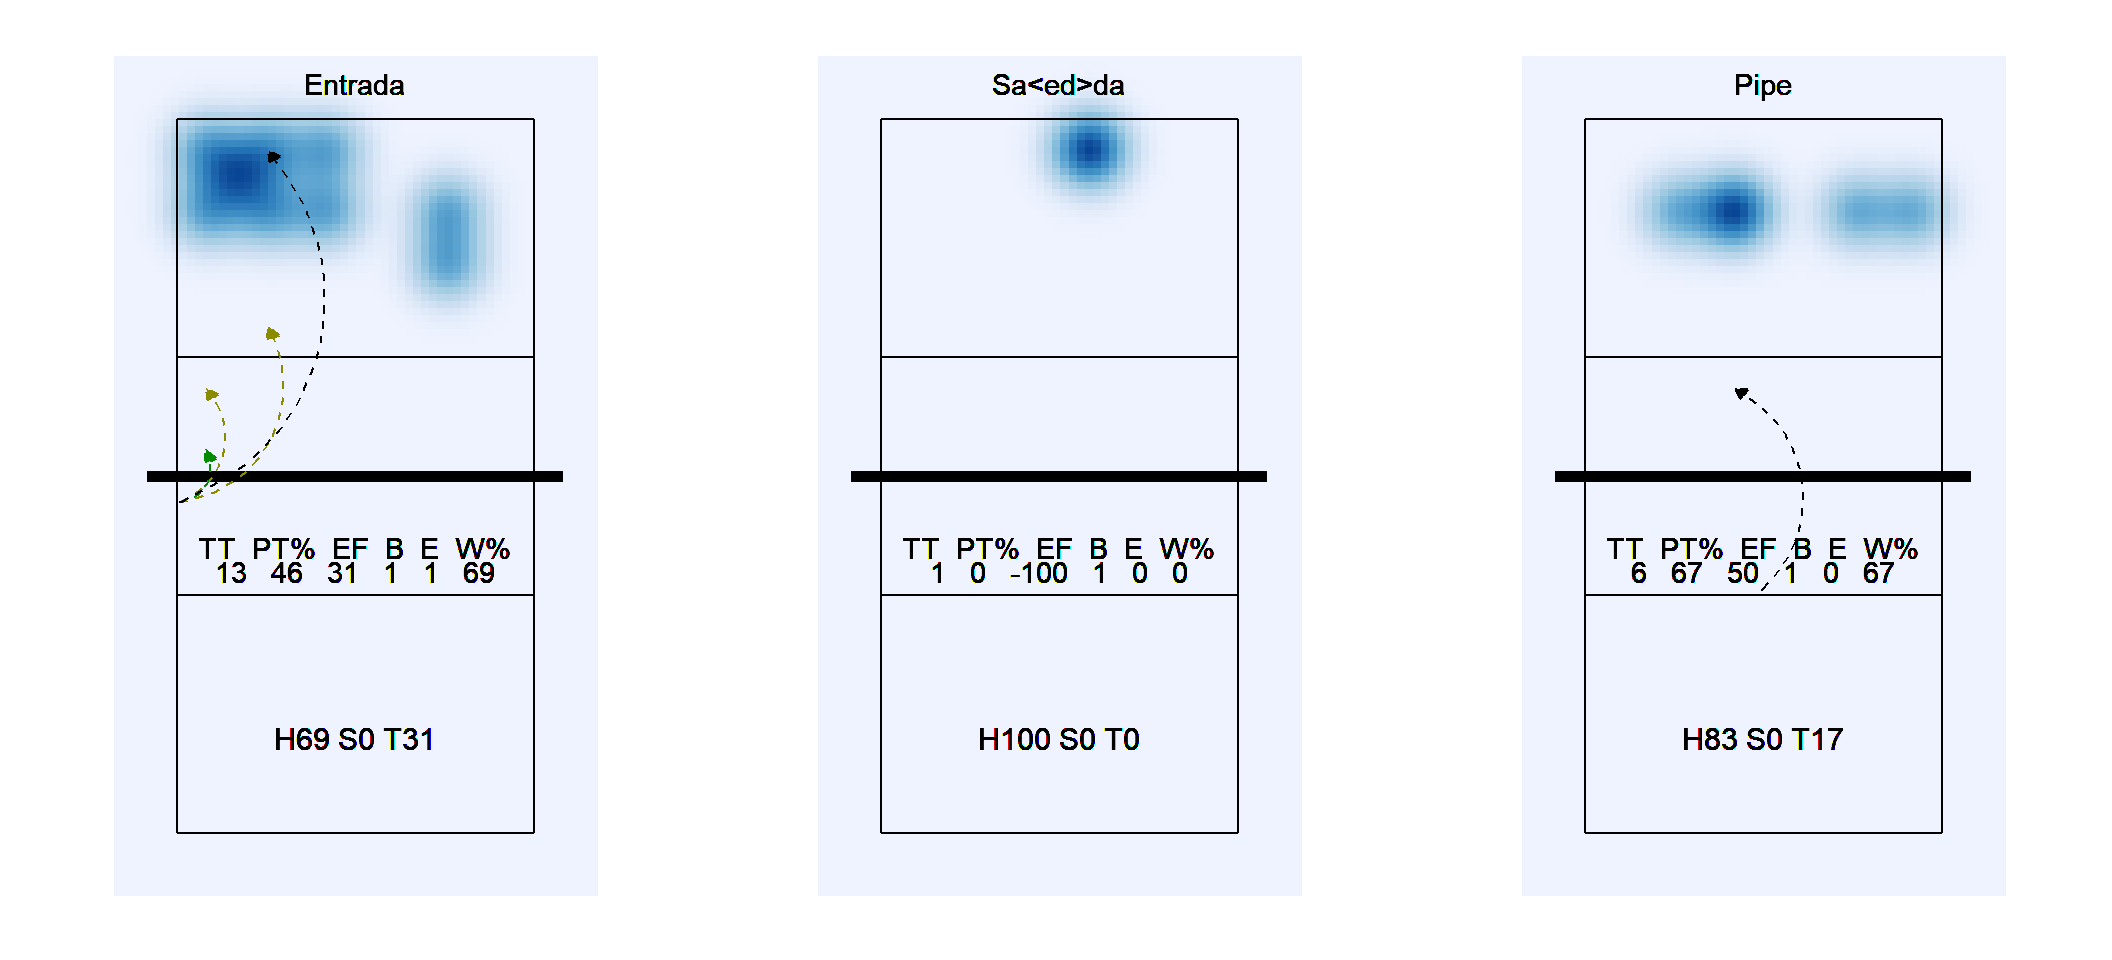 Entrada
TT PT% EF B E W%
13 46 31 1 1 69
H69 S0 T31
Sa<ed>da
TT PT% EF B E W%
1 0 -100 1 0 0
H100 S0 T0
Pipe
TT PT% EF B E W%
6 67 50 1 0 67
H83 S0 T17